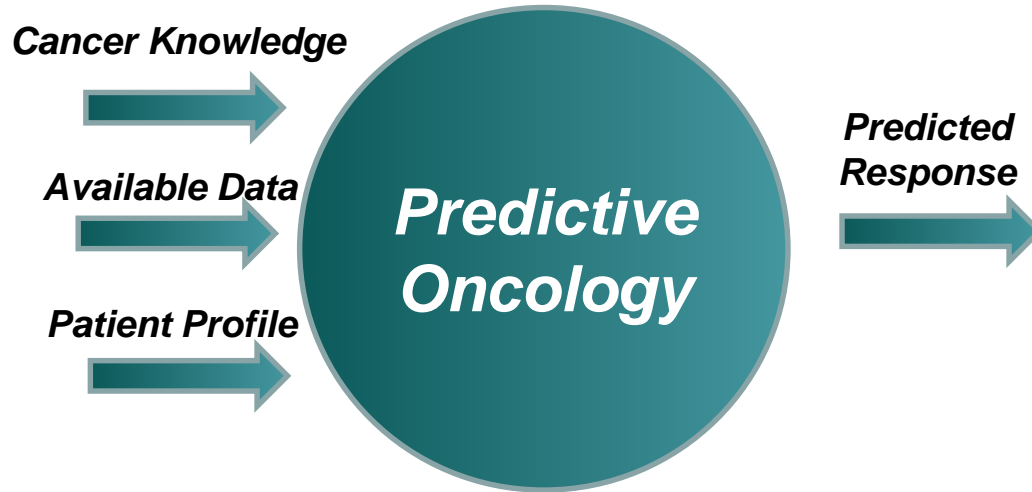 Cancer Knowledge
Available Data
Patient Profile
Predictive
Oncology
Predicted
Response